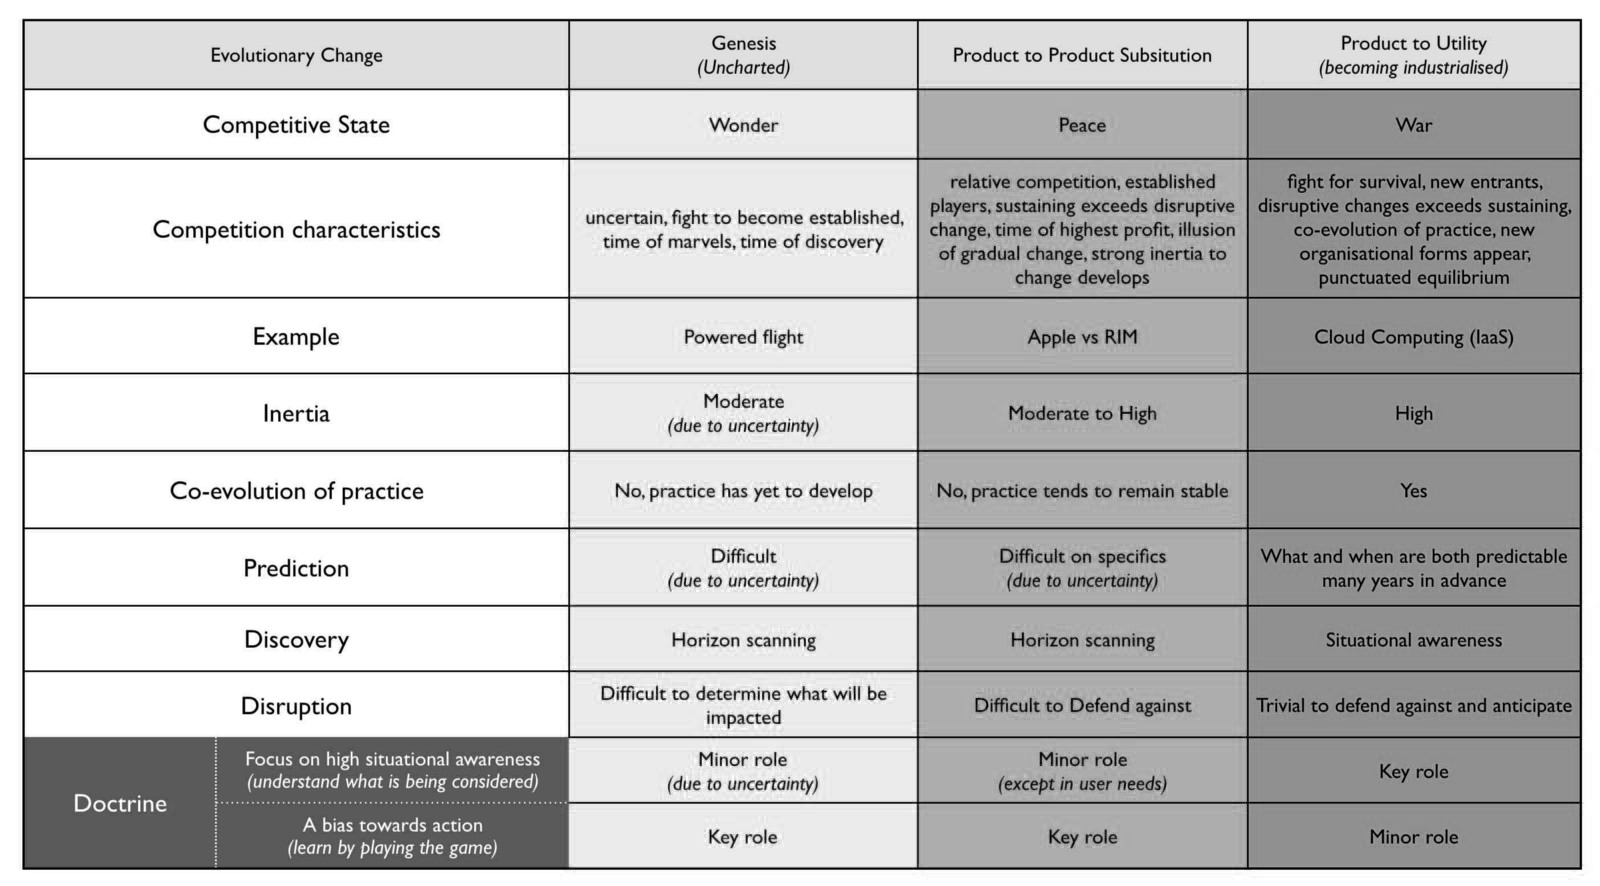 Evolutionary Change
Genesis
(Uncharted)
Product to Product Subsitution
Product to Utility
(becoming industrialised)
Competitive State
Wonder
Peace
War
Competition characteristics
uncertain, fight to become established,
time of marvels, time of discovery
relative competition, established
players, sustaining exceeds disruptive
change, time of highest profit, illusion
of gradual change, strong inertia to
change develops
fight for survival, new entrants,
disruptive changes exceeds sustaining,
co-evolution of practice, new
organisational forms appear,
punctuated equilibrium
Example
Powered flight
Apple vs RIM
Cloud Computing (IaaS)
Inertia
Moderate
(due to uncertainty)
Moderate to High
High
Co-evolution of practice
No, practice has yet to develop
No, practice tends to remain stable
Yes
Prediction
Difficult
(due to uncertainty)
Difficult on specifics
(due to uncertainty)
What and when are both predictable
many years in advance
Discovery
Horizon scanning
Horizon scanning
Situational awareness
Disruption
Difficult to determine what will be
impacted
Difficult to Defend against
Trivial to defend against and anticipate
Doctrine
Focus on high situational awareness
(understand what is being considered)
Minor role
(due to uncertainty)
Minor role
(except in user needs)
Key role
A bias towards action
(learn by playing the game)
Key role
Key role
Minor role